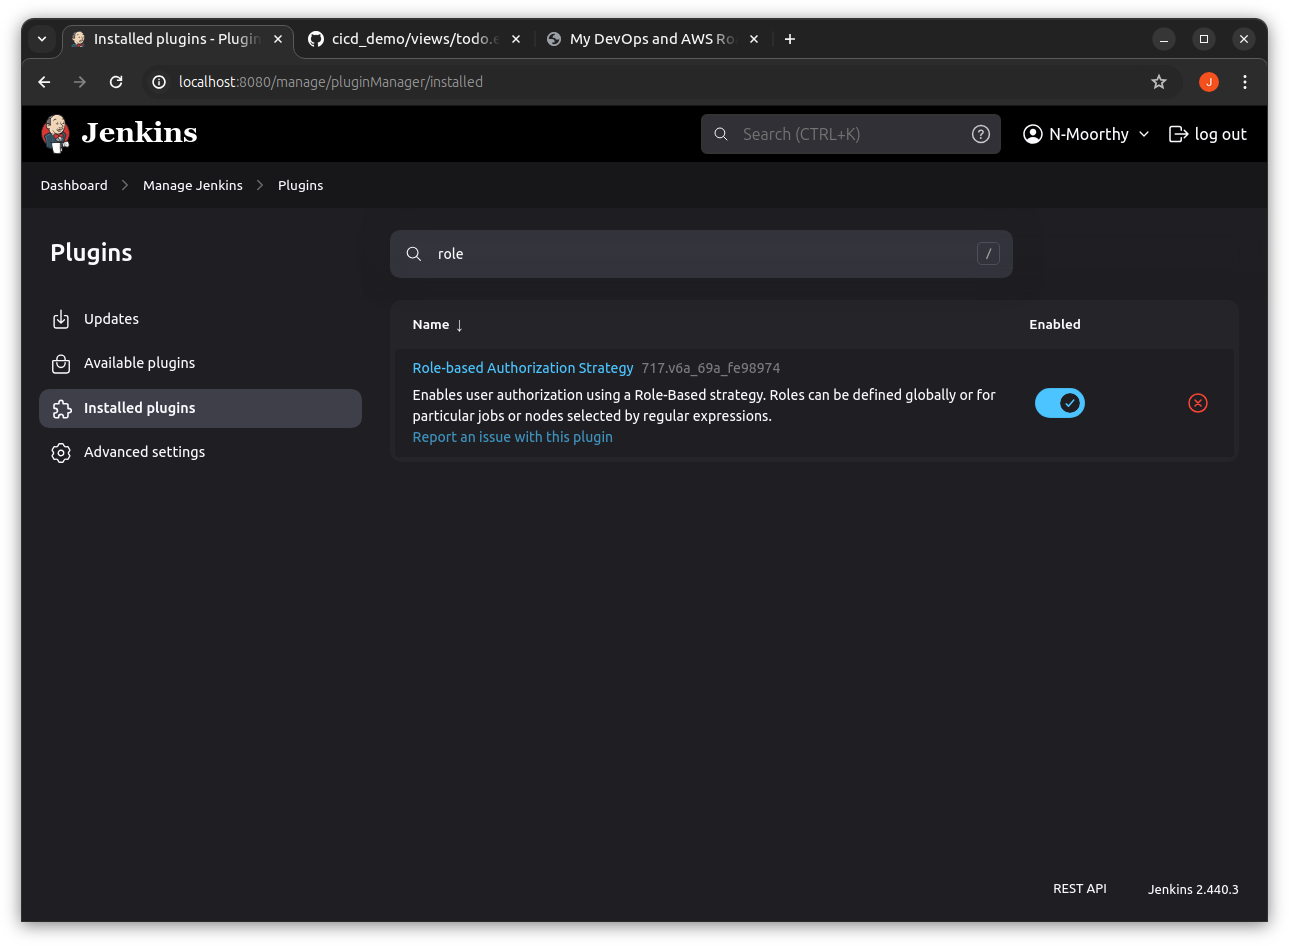 Installed plugins - Plugin
cicd_demo/views/todo.e
My DevOps and AWS Ro
localhost:8080/manage/pluginManager/installed
J
Jenkins
Search (CTRL+K)
N-Moorthy
log out
Dashboard
Manage Jenkins
Plugins
Plugins
role
/
Updates
Available plugins
Installed plugins
Advanced settings
Name ↓
Enabled
Role-based Authorization Strategy 717.v6a_69a_fe98974
Enables user authorization using a Role-Based strategy. Roles can be defined globally or for
particular jobs or nodes selected by regular expressions.
Report an issue with this plugin
REST API
Jenkins 2.440.3